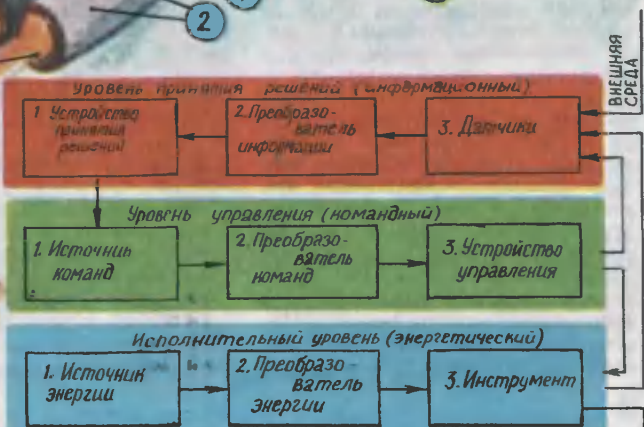 2
Уровень принятия решений (информационный)
1 Устройство
принятия
решений
2. Преобразо-
ватель
информации
3. Датчики
ВНЕШНЯЯ
СРЕДА
Уровень управления (командный)
1. Источник
команд
2. Преобразо-
ватель
команд
3. Устройство
управления
Исполнительный уровень (энергетический)
1. Источник
энергии
2. Преобразо
ватель
энергии
3. Инструмент